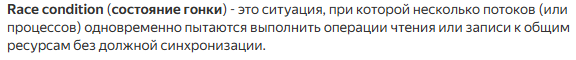 Race condition (состояние гонки) - это ситуация, при которой несколько потоков (или
процессов) одновременно пытаются выполнить операции чтения или записи к общим
ресурсам без должной синхронизации.